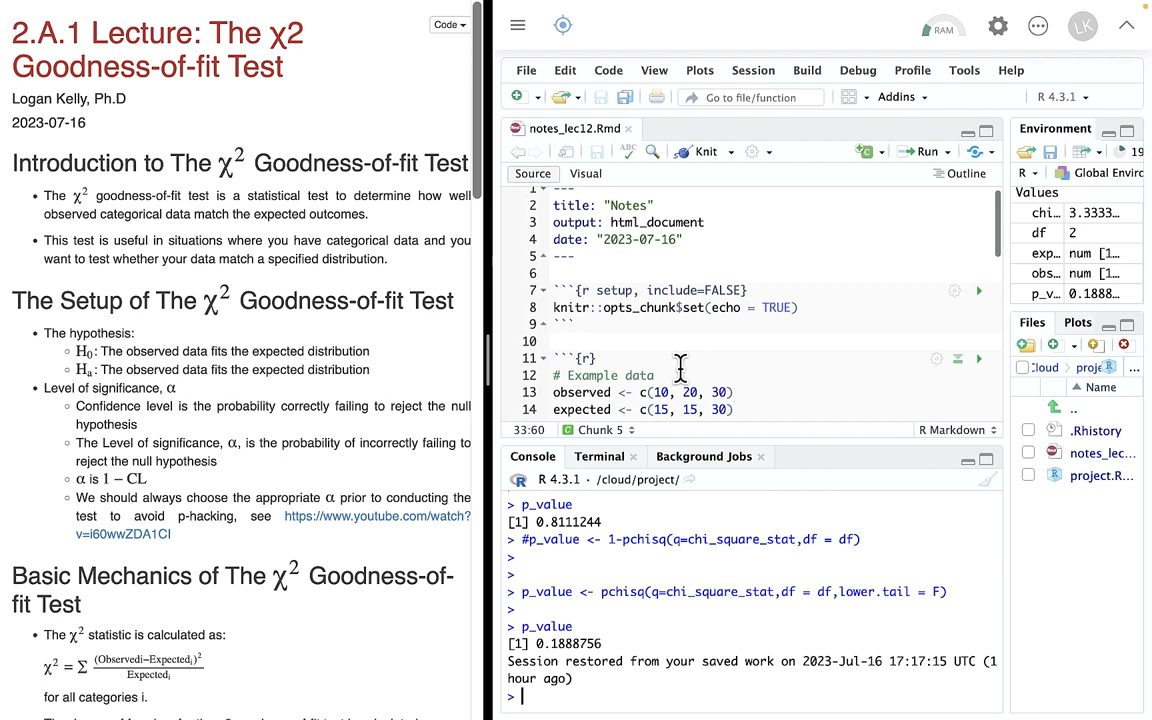 2.A.1 Lecture: The χ2
Goodness-of-fit Test
Code
Logan Kelly, Ph.D
2023-07-16
Introduction to The χ² Goodness-of-fit Test
• The χ² goodness-of-fit test is a statistical test to determine how well
observed categorical data match the expected outcomes.
• This test is useful in situations where you have categorical data and you
want to test whether your data match a specified distribution.
The Setup of The χ² Goodness-of-fit Test
• The hypothesis:
○ H₀: The observed data fits the expected distribution
○ Hₐ: The observed data fits the expected distribution
• Level of significance, α
○ Confidence level is the probability correctly failing to reject the null
hypothesis
○ The Level of significance, α, is the probability of incorrectly failing to
reject the null hypothesis
○ α is 1 − CL
○ We should always choose the appropriate α prior to conducting the
test to avoid p-hacking, see https://www.youtube.com/watch?
v=i60wwZDA1CI
Basic Mechanics of The χ² Goodness-of-
fit Test
• The χ² statistic is calculated as:
χ² = Σ (Observedi−Expectedᵢ)² / Expectedᵢ
for all categories i.
RAM
LK
File Edit Code View Plots Session Build Debug Profile Tools Help
Go to file/function
Addins
R 4.3.1
notes_lec12.Rmd
Knit
Run
Source Visual
Outline
1 ---
2 title: "Notes"
3 output: html_document
4 date: "2023-07-16"
5 ---
6
7 ```{r setup, include=FALSE}
8 knitr::opts_chunk$set(echo = TRUE)
9 ```
10
11 ```{r}
12 # Example data
13 observed <- c(10, 20, 30)
14 expected <- c(15, 15, 30)
33:60 Chunk 5 R Markdown
Console Terminal Background Jobs
R 4.3.1 · /cloud/project/
> p_value
[1] 0.8111244
> #p_value <- 1-pchisq(q=chi_square_stat,df = df)
>
>
> p_value <- pchisq(q=chi_square_stat,df = df,lower.tail = F)
>
> p_value
[1] 0.1888756
Session restored from your saved work on 2023-Jul-16 17:17:15 UTC (1
hour ago)
>
Environment
19
R Global Enviro
Values
chi… 3.3333…
df 2
exp… num [1…
obs… num [1…
p_v… 0.1888…
Files Plots
Cloud proje
...
Name
..
.Rhistory
notes_lec…
project.R…